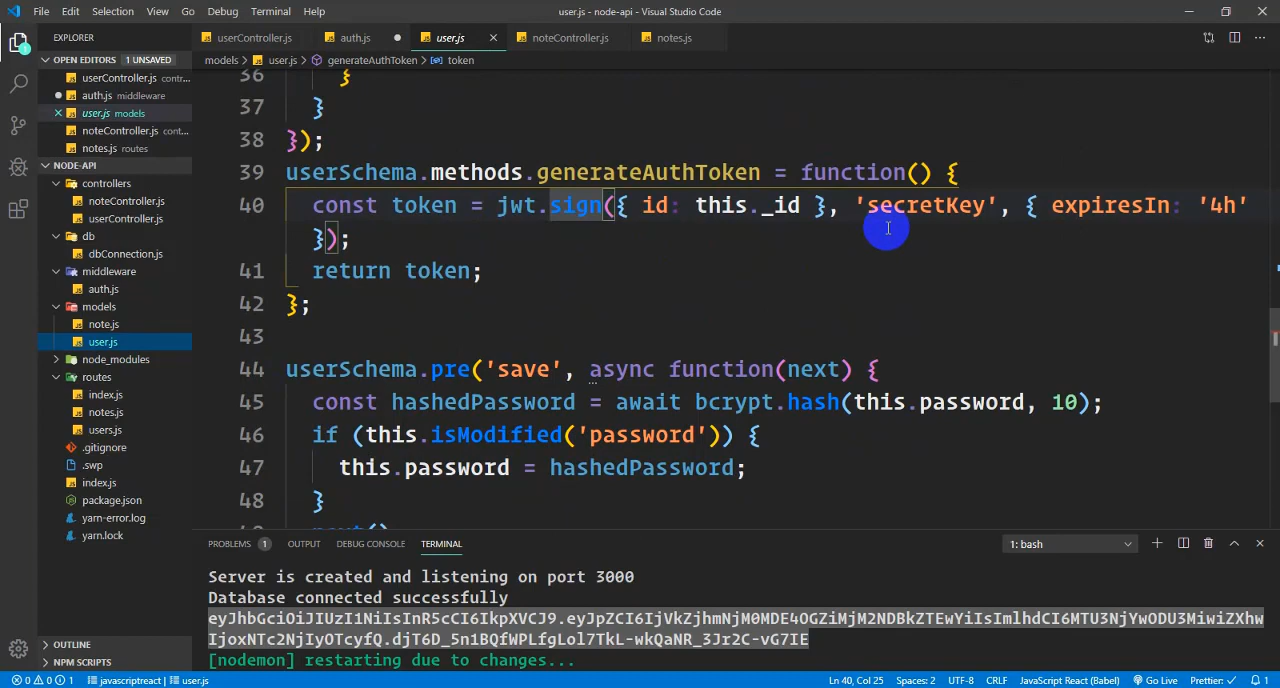 File Edit Selection View Go Debug Terminal Help
user.js - node-api - Visual Studio Code
EXPLORER
userController.js
auth.js
user.js
noteController.js
notes.js
OPEN EDITORS 1 UNSAVED
userController.js contr...
auth.js middleware
user.js models
noteController.js cont...
notes.js routes
NODE-API
controllers
noteController.js
userController.js
db
dbConnection.js
middleware
auth.js
models
note.js
user.js
node_modules
routes
index.js
notes.js
users.js
.gitignore
.swp
index.js
package.json
yarn-error.log
yarn.lock
OUTLINE
NPM SCRIPTS
models > user.js > generateAuthToken > token
36 }
37 }
38 });
39 userSchema.methods.generateAuthToken = function() {
40 const token = jwt.sign({ id: this._id }, 'secretKey', { expiresIn: '4h'
});
41 return token;
42 };
43
44 userSchema.pre('save', async function(next) {
45 const hashedPassword = await bcrypt.hash(this.password, 10);
46 if (this.isModified('password')) {
47 this.password = hashedPassword;
48 }
PROBLEMS 1 OUTPUT DEBUG CONSOLE TERMINAL
1: bash
Server is created and listening on port 3000
Database connected successfully
[nodemon] restarting due to changes...
0 0 1 javascriptreact | user.js
Ln 40, Col 25 Spaces: 2 UTF-8 CRLF JavaScript React (Babel) Go Live Prettier: ✓ 1